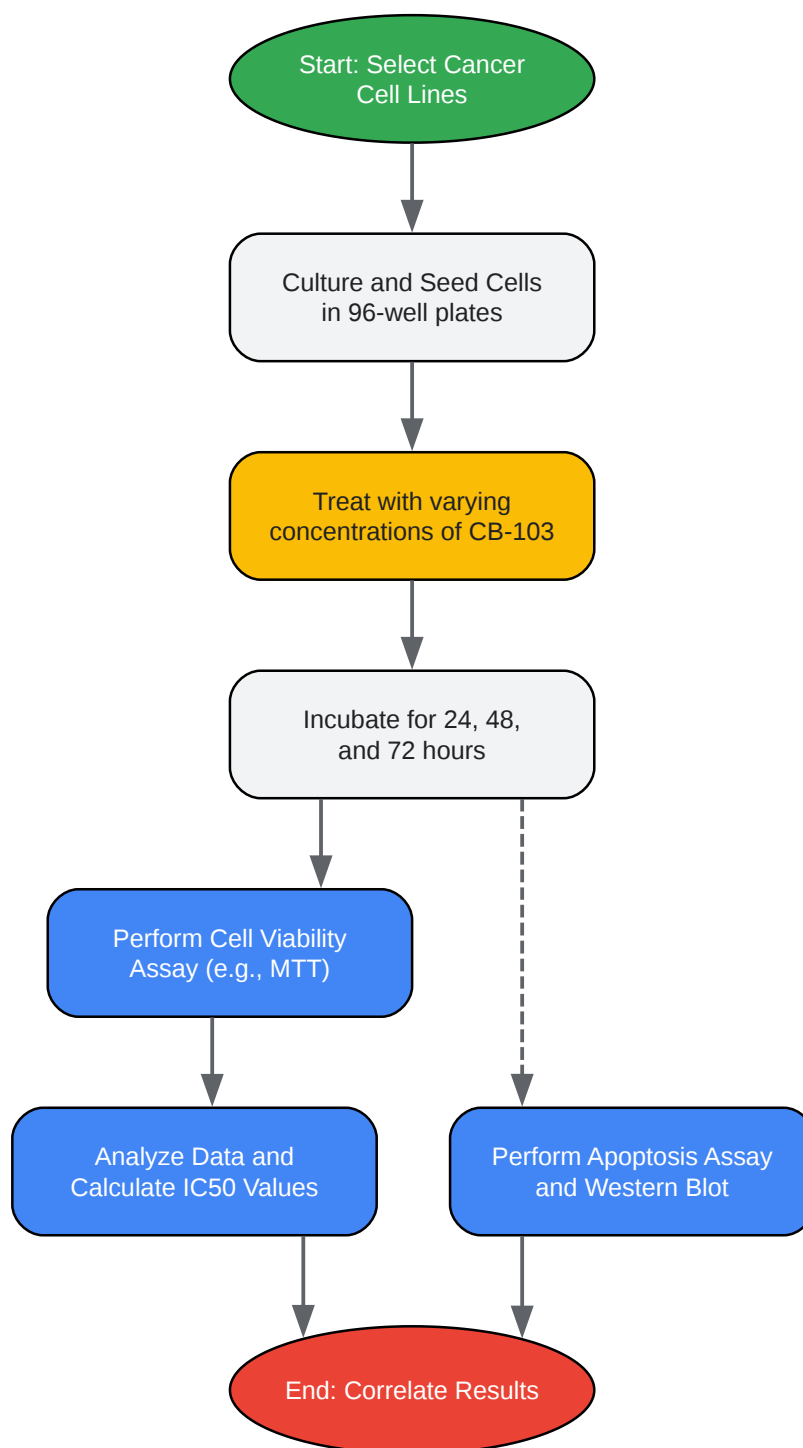 Start: Select Cancer
Cell Lines
Culture and Seed Cells
in 96-well plates
Treat with varying
concentrations of CB-103
Incubate for 24, 48,
and 72 hours
Perform Cell Viability
Assay (e.g., MTT)
Analyze Data and
Calculate IC50 Values
Perform Apoptosis Assay
and Western Blot
End: Correlate Results